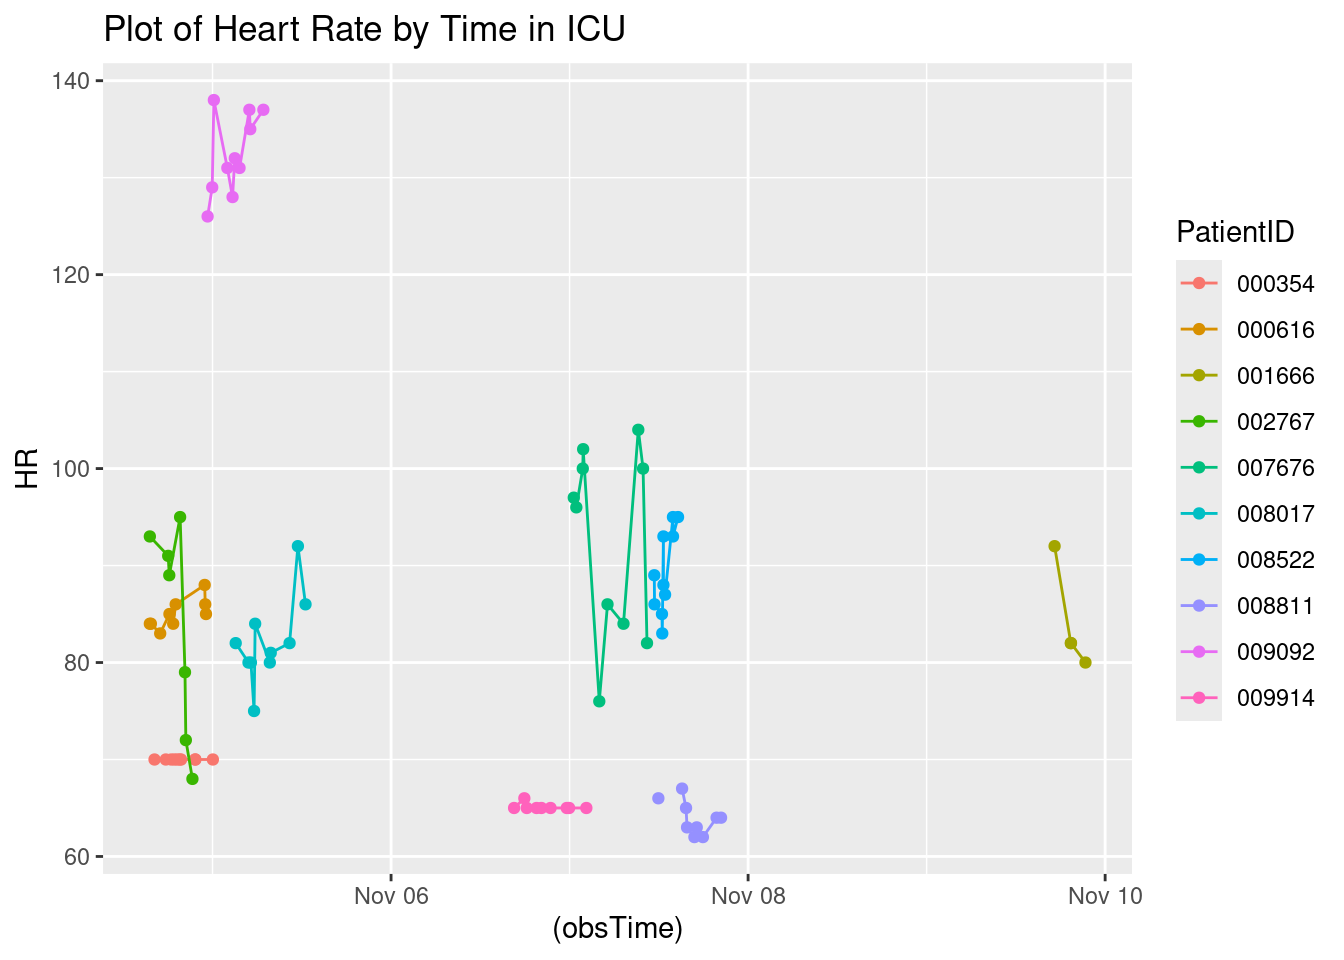 Plot of Heart Rate by Time in ICU
140
120
100
80
60
HR
Nov 06
Nov 08
Nov 10
(obsTime)
PatientID
000354
000616
001666
002767
007676
008017
008522
008811
009092
009914